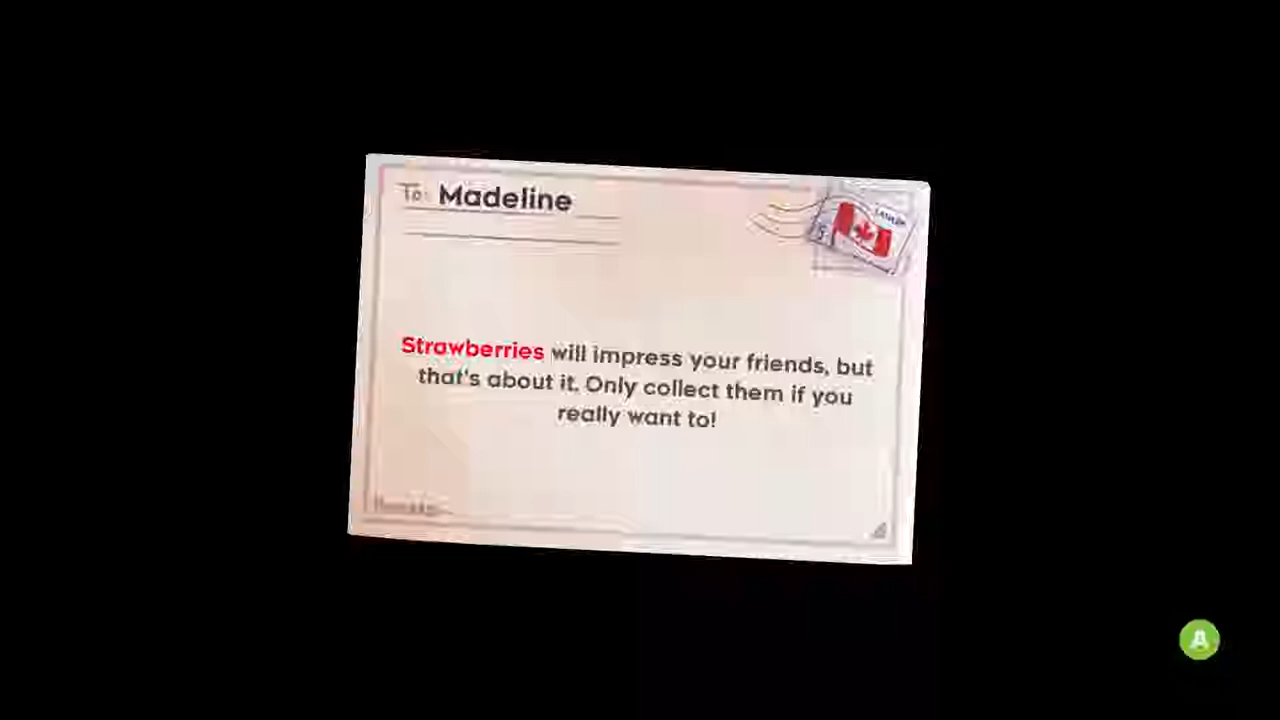 To: Madeline
CANADA
Strawberries will impress your friends, but
that's about it. Only collect them if you
really want to!
A